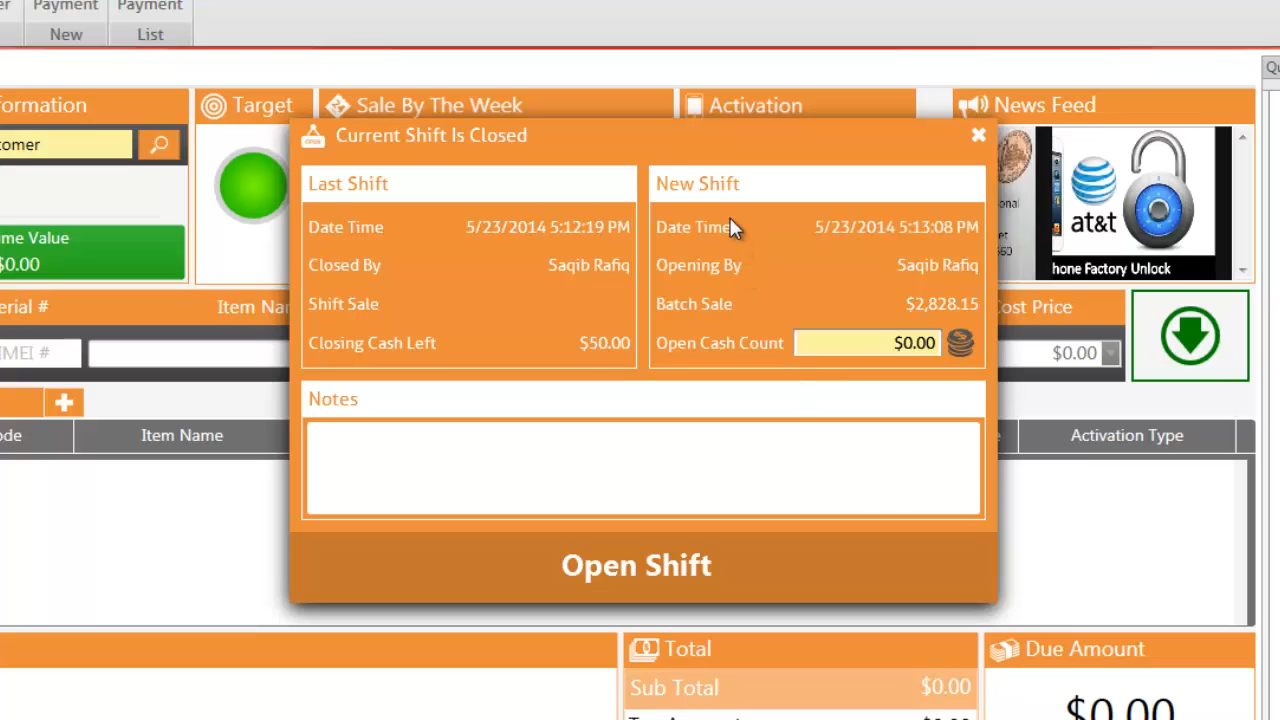 Payment Payment
New List
Target Sale By The Week Activation News Feed
Current Shift Is Closed
Last Shift New Shift
Date Time 5/23/2014 5:12:19 PM Date Time 5/23/2014 5:13:08 PM
Closed By Saqib Rafiq Opening By Saqib Rafiq
Shift Sale Batch Sale $2,828.15
Closing Cash Left $50.00 Open Cash Count $0.00
Notes
Open Shift
ormation
omer
me Value
$0.00
at&t
hone Factory Unlock
erial # Item Na ost Price
MEI # $0.00
ode Item Name Activation Type
Total Due Amount
Sub Total $0.00 $0.00